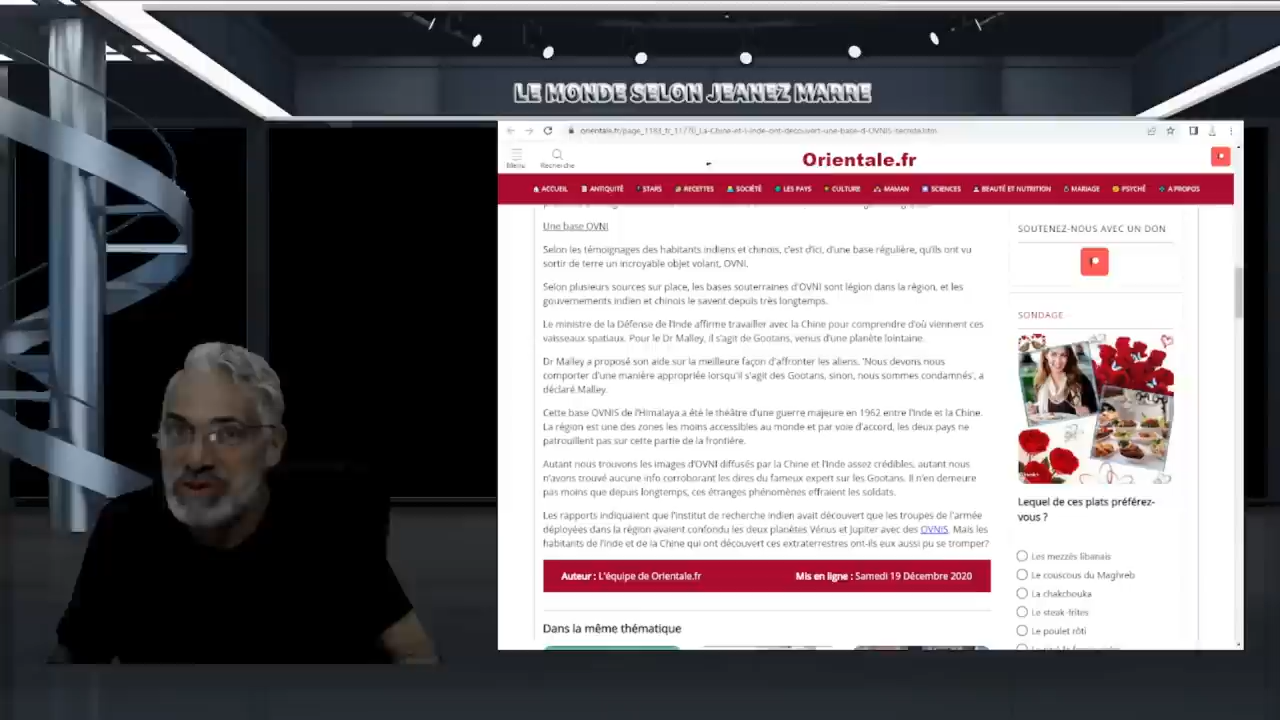 LE MONDE SELON JEANEZ MARRE
orientale.fr/page_1183_fr_11770_La-Chine-et-l-Inde-ont-decouvert-une-base-d-OVNIS-secrete.htm
Menu
Recherche
Orientale.fr
ACCUEIL ANTIQUITÉ STARS RECETTES SOCIÉTÉ LES PAYS CULTURE MAMAN SCIENCES BEAUTÉ ET NUTRITION MARIAGE PSYCHÉ A PROPOS
Une base OVNI
Selon les témoignages des habitants indiens et chinois, c'est d'ici, d'une base régulière, qu'ils ont vu
sortir de terre un incroyable objet volant, OVNI.
Selon plusieurs sources sur place, les bases souterraines d'OVNI sont légion dans la région, et les
gouvernements indien et chinois le savent depuis très longtemps.
Le ministre de la Défense de l'Inde affirme travailler avec la Chine pour comprendre d'où viennent ces
vaisseaux spatiaux. Pour le Dr Malley, il s'agit de Gootans, venus d'une planète lointaine.
Dr Malley a proposé son aide sur la meilleure façon d'affronter les aliens. 'Nous devons nous
comporter d'une manière appropriée lorsqu'il s'agit des Gootans, sinon, nous sommes condamnés', a
déclaré Malley.
Cette base OVNIS de l'Himalaya a été le théâtre d'une guerre majeure en 1962 entre l'Inde et la Chine.
La région est une des zones les moins accessibles au monde et par voie d'accord, les deux pays ne
patrouillent pas sur cette partie de la frontière.
Autant nous trouvons les images d'OVNI diffusés par la Chine et l'Inde assez crédibles, autant nous
n'avons trouvé aucune info corroborant les dires du fameux expert sur les Gootans. Il n'en demeure
pas moins que depuis longtemps, ces étranges phénomènes effraient les soldats.
Les rapports indiquaient que l'institut de recherche indien avait découvert que les troupes de l'armée
déployées dans la région avaient confondu les deux planètes Vénus et Jupiter avec des OVNIS. Mais les
habitants de l'Inde et de la Chine qui ont découvert ces extraterrestres ont-ils eux aussi pu se tromper?
Auteur : L'équipe de Orientale.fr
Mis en ligne : Samedi 19 Décembre 2020
Dans la même thématique
SOUTENEZ-NOUS AVEC UN DON
SONDAGE
Lequel de ces plats préférez-
vous ?
Les mezzés libanais
Le couscous du Maghreb
La chakchouka
Le steak-frites
Le poulet rôti